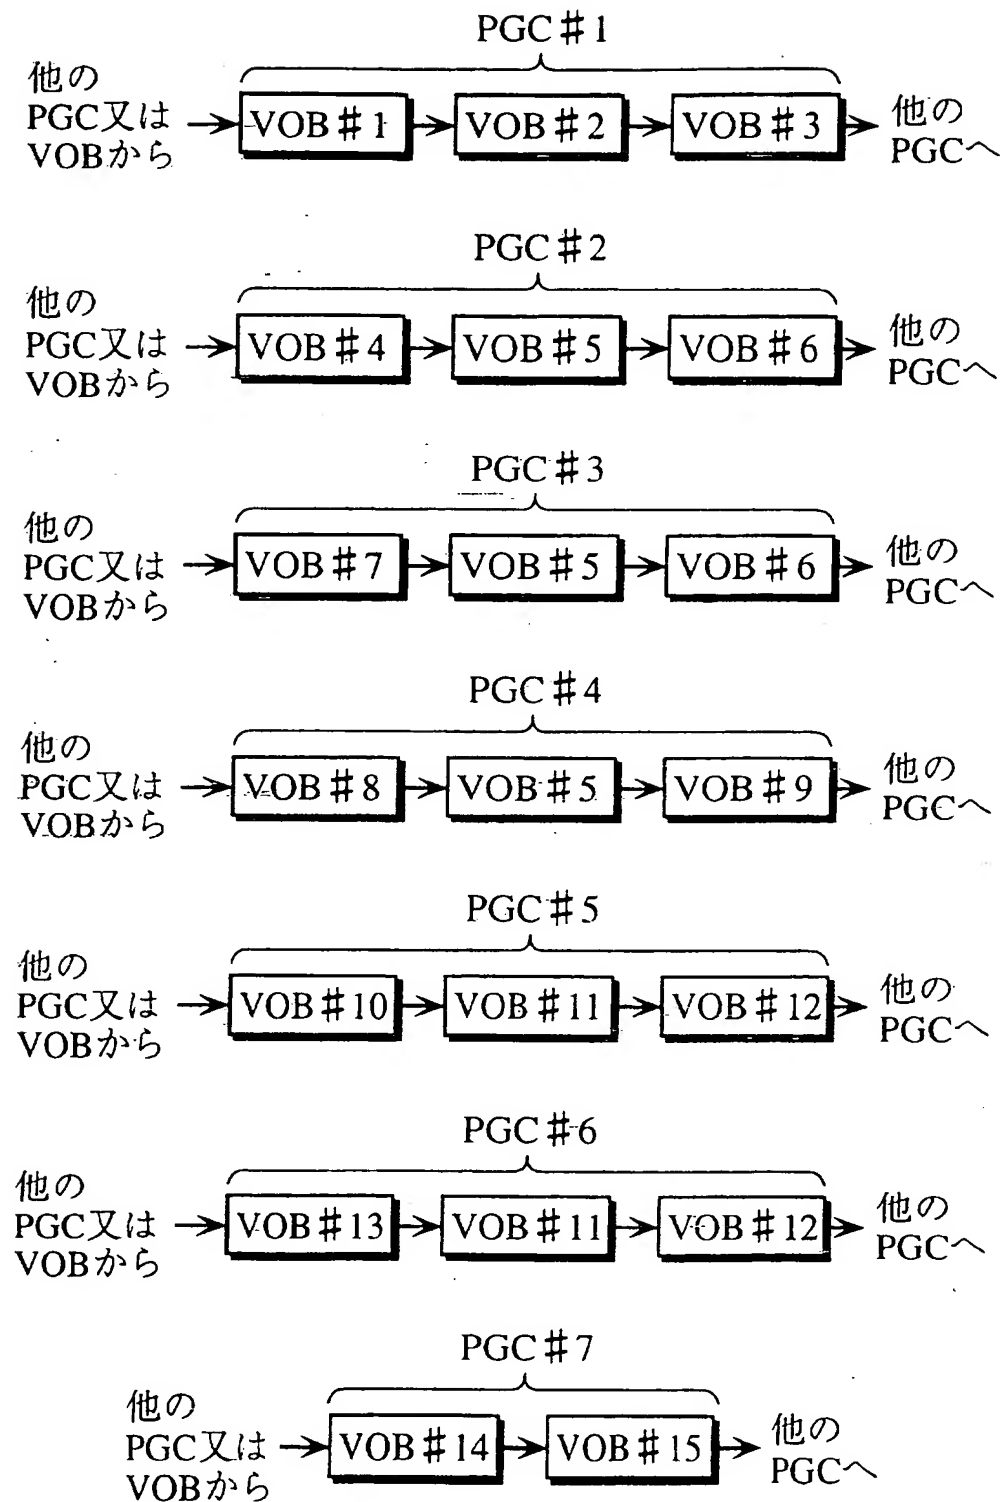 PGC＃1
他の
PGC又は
VOBから
VOB＃1
VOB＃2
VOB＃3
他の
PGCへ
PGC＃2
他の
PGC又は
VOBから
VOB＃4
VOB＃5
VOB＃6
他の
PGCへ
PGC＃3
他の
PGC又は
VOBから
VOB＃7
VOB＃5
VOB＃6
他の
PGCへ
PGC＃4
他の
PGC又は
VOBから
VOB＃8
VOB＃5
VOB＃9
他の
PGCへ
PGC＃5
他の
PGC又は
VOBから
VOB＃10
VOB＃11
VOB＃12
他の
PGCへ
PGC＃6
他の
PGC又は
VOBから
VOB＃13
VOB＃11
VOB＃12
他の
PGCへ
PGC＃7
他の
PGC又は
VOBから
VOB＃14
VOB＃15
他の
PGCへ